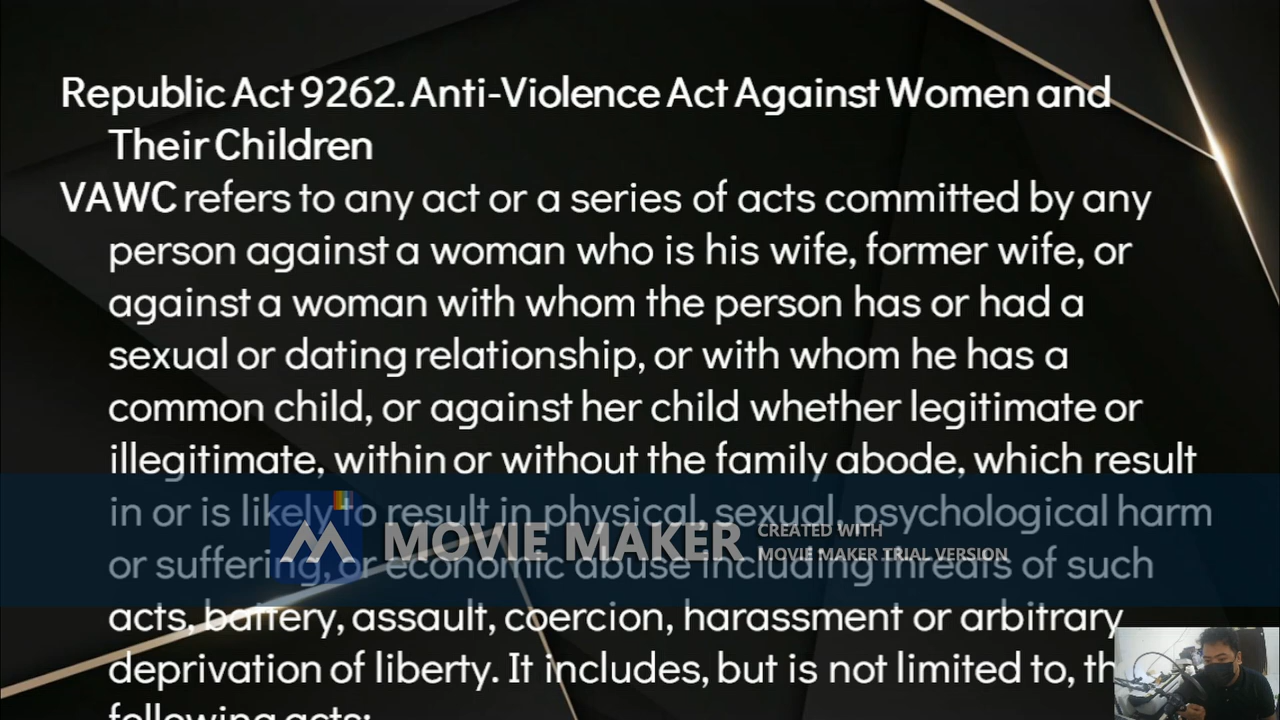 Republic Act 9262. Anti-Violence Act Against Women and
Their Children
VAWC refers to any act or a series of acts committed by any
person against a woman who is his wife, former wife, or
against a woman with whom the person has or had a
sexual or dating relationship, or with whom he has a
common child, or against her child whether legitimate or
illegitimate, within or without the family abode, which result
in or is likely to result in physical, sexual, psychological harm
or suffering, or economic abuse including threats of such
MOVIE MAKER
CREATED WITH
MOVIE MAKER TRIAL VERSION
acts, battery, assault, coercion, harassment or arbitrary
deprivation of liberty. It includes, but is not limited to, th
following acts: